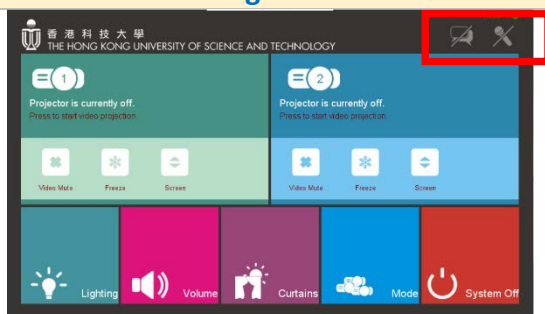 香港科技大學
THE HONG KONG UNIVERSITY OF SCIENCE AND TECHNOLOGY
1
Projector is currently off.
Press to start video projection.
Video Mute
Freeze
Screen
2
Projector is currently off.
Press to start video projection.
Video Mute
Freeze
Screen
Lighting
Volume
Curtains
Mode
System Off